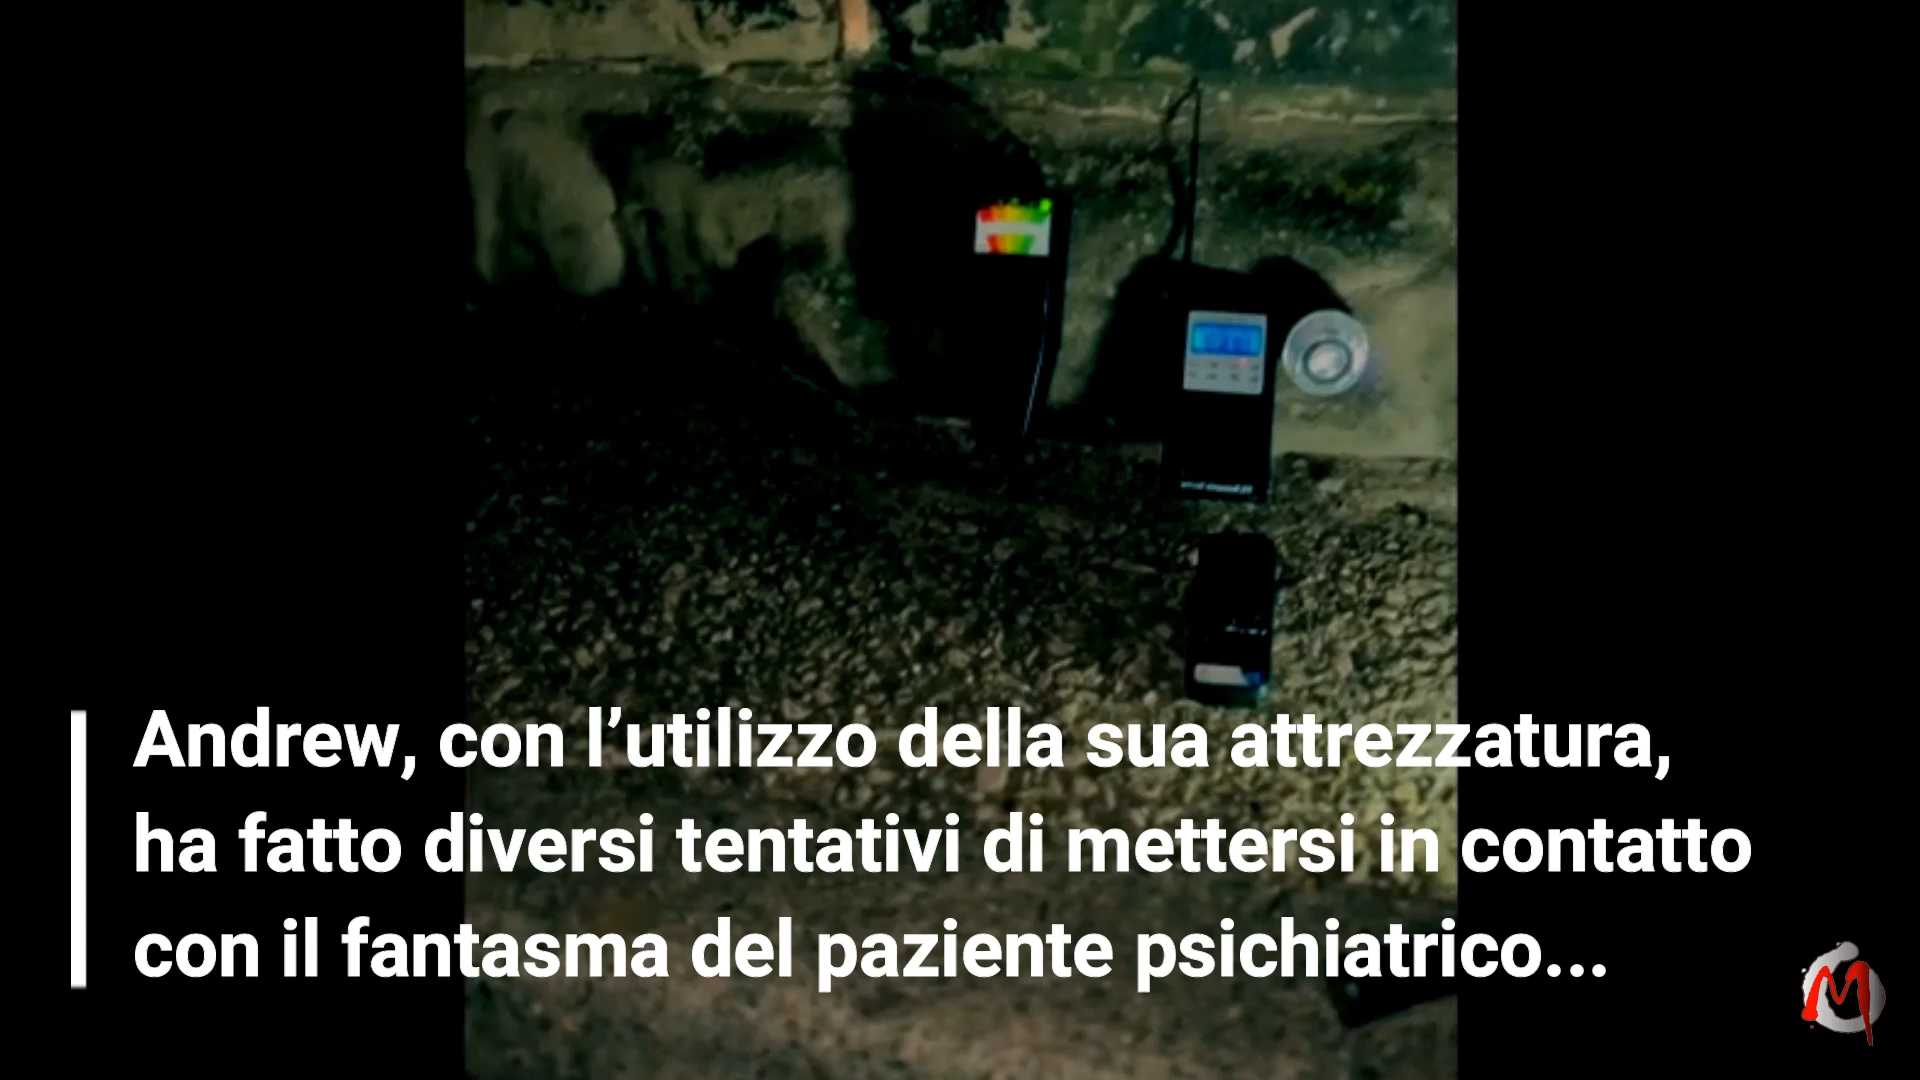 Andrew, con l’utilizzo della sua attrezzatura,
ha fatto diversi tentativi di mettersi in contatto
con il fantasma del paziente psichiatrico...
M